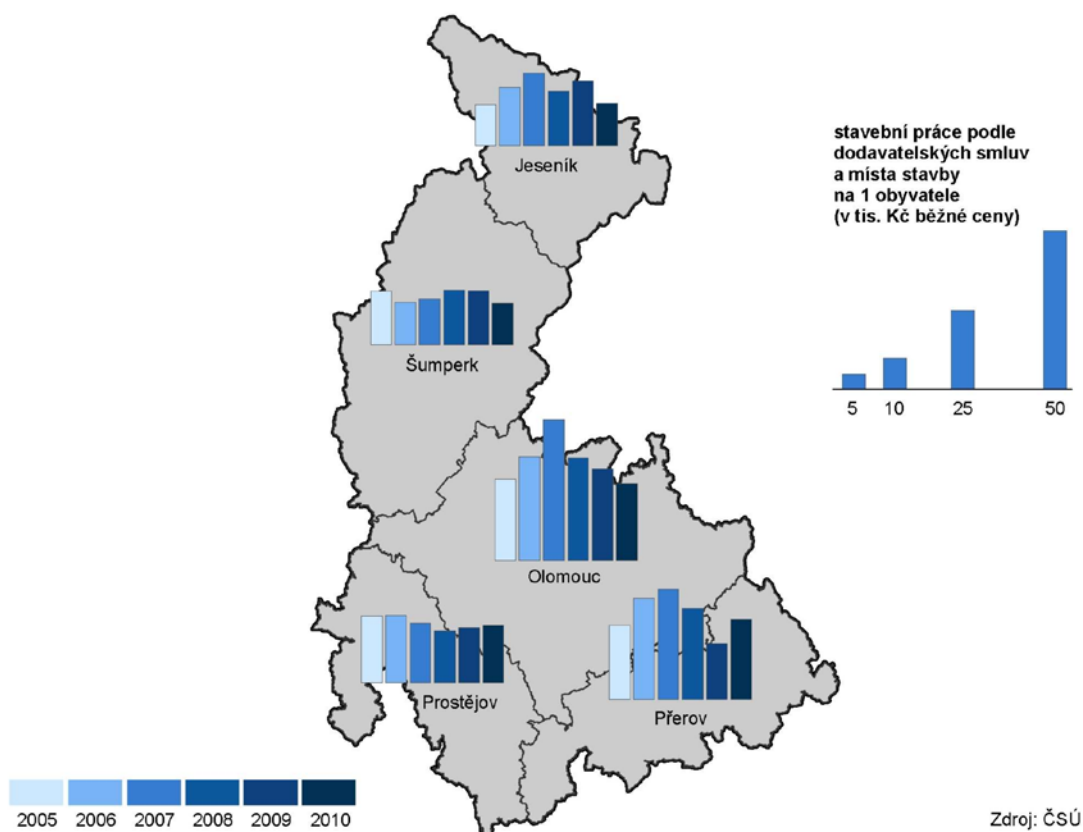 Jeseník
stavební práce podle
dodavatelských smluv
a místa stavby
na 1 obyvatele
(v tis. Kč běžné ceny)
Šumperk
5 10 25 50
Olomouc
Prostějov
Přerov
2005 2006 2007 2008 2009 2010
Zdroj: ČSÚ